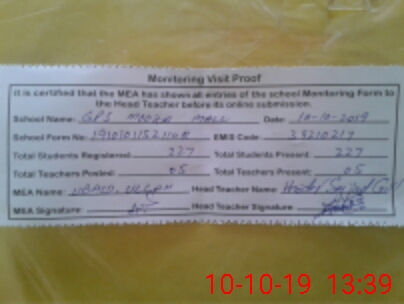 Monitoring Visit Proof
It is certified that the MEA has shown all entries of the school Monitoring Form to
the Head Teacher before its online submission.
School Name: GPS MOOZA MALL Date: 10-10-2019
School Form No: EMIS Code: 38210217
Total Students Registered: 227 Total Students Present: 227
Total Teachers Posted: 05 Total Teachers Present: 05
MEA Name: Head Teacher Name:
MEA Signature: Head Teacher Signature:
10-10-19 13:39